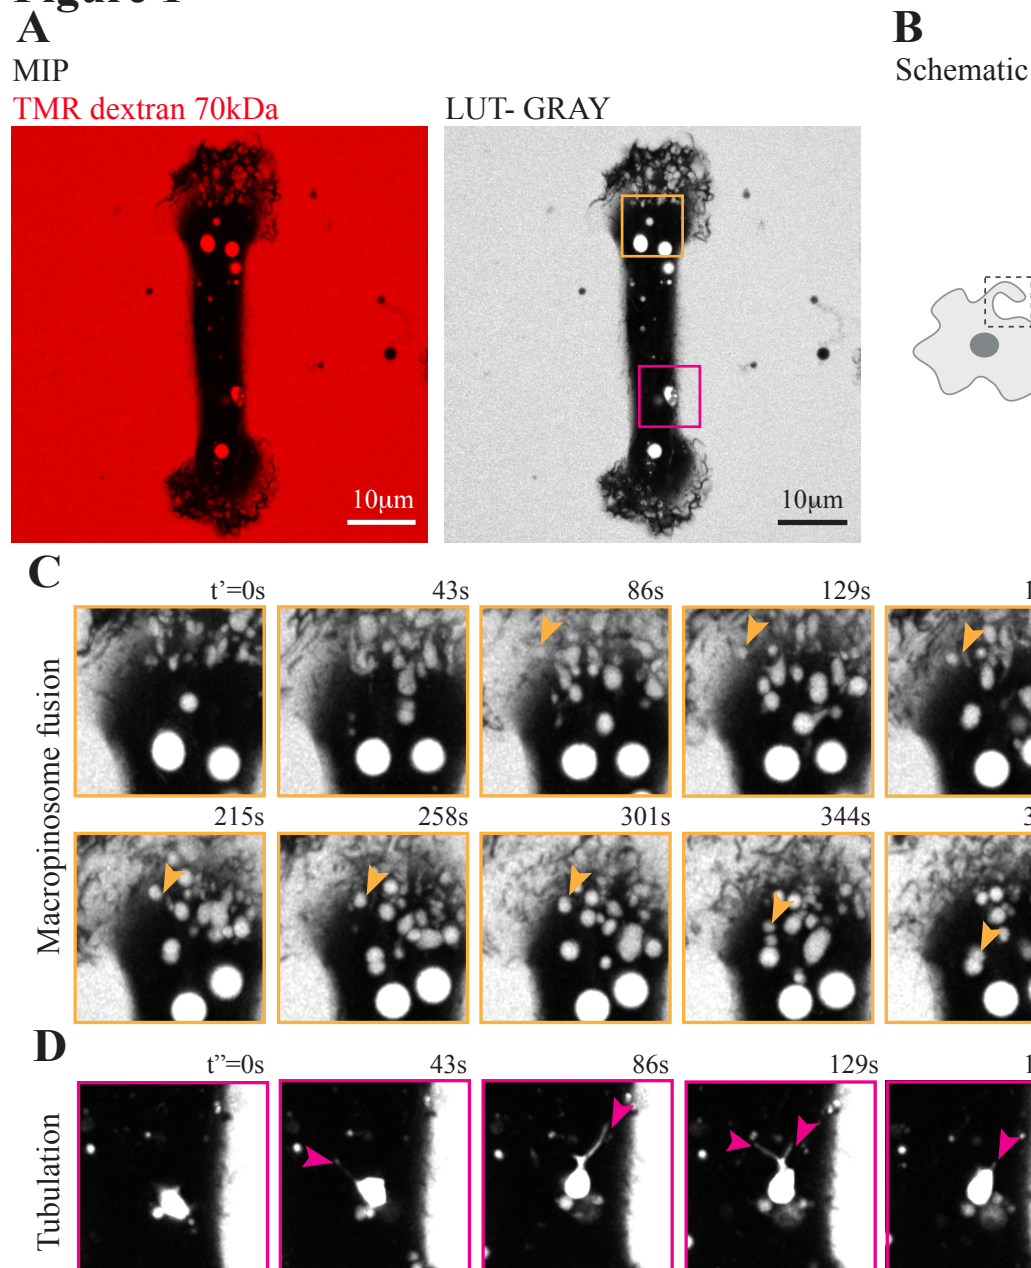 A
B
MIP
Schematic
TMR dextran 70kDa
LUT- GRAY
10µm
10µm
C
t'=0s
43s
86s
129s
Macropinosome fusion
215s
258s
301s
344s
D
t"=0s
43s
86s
129s
Tubulation